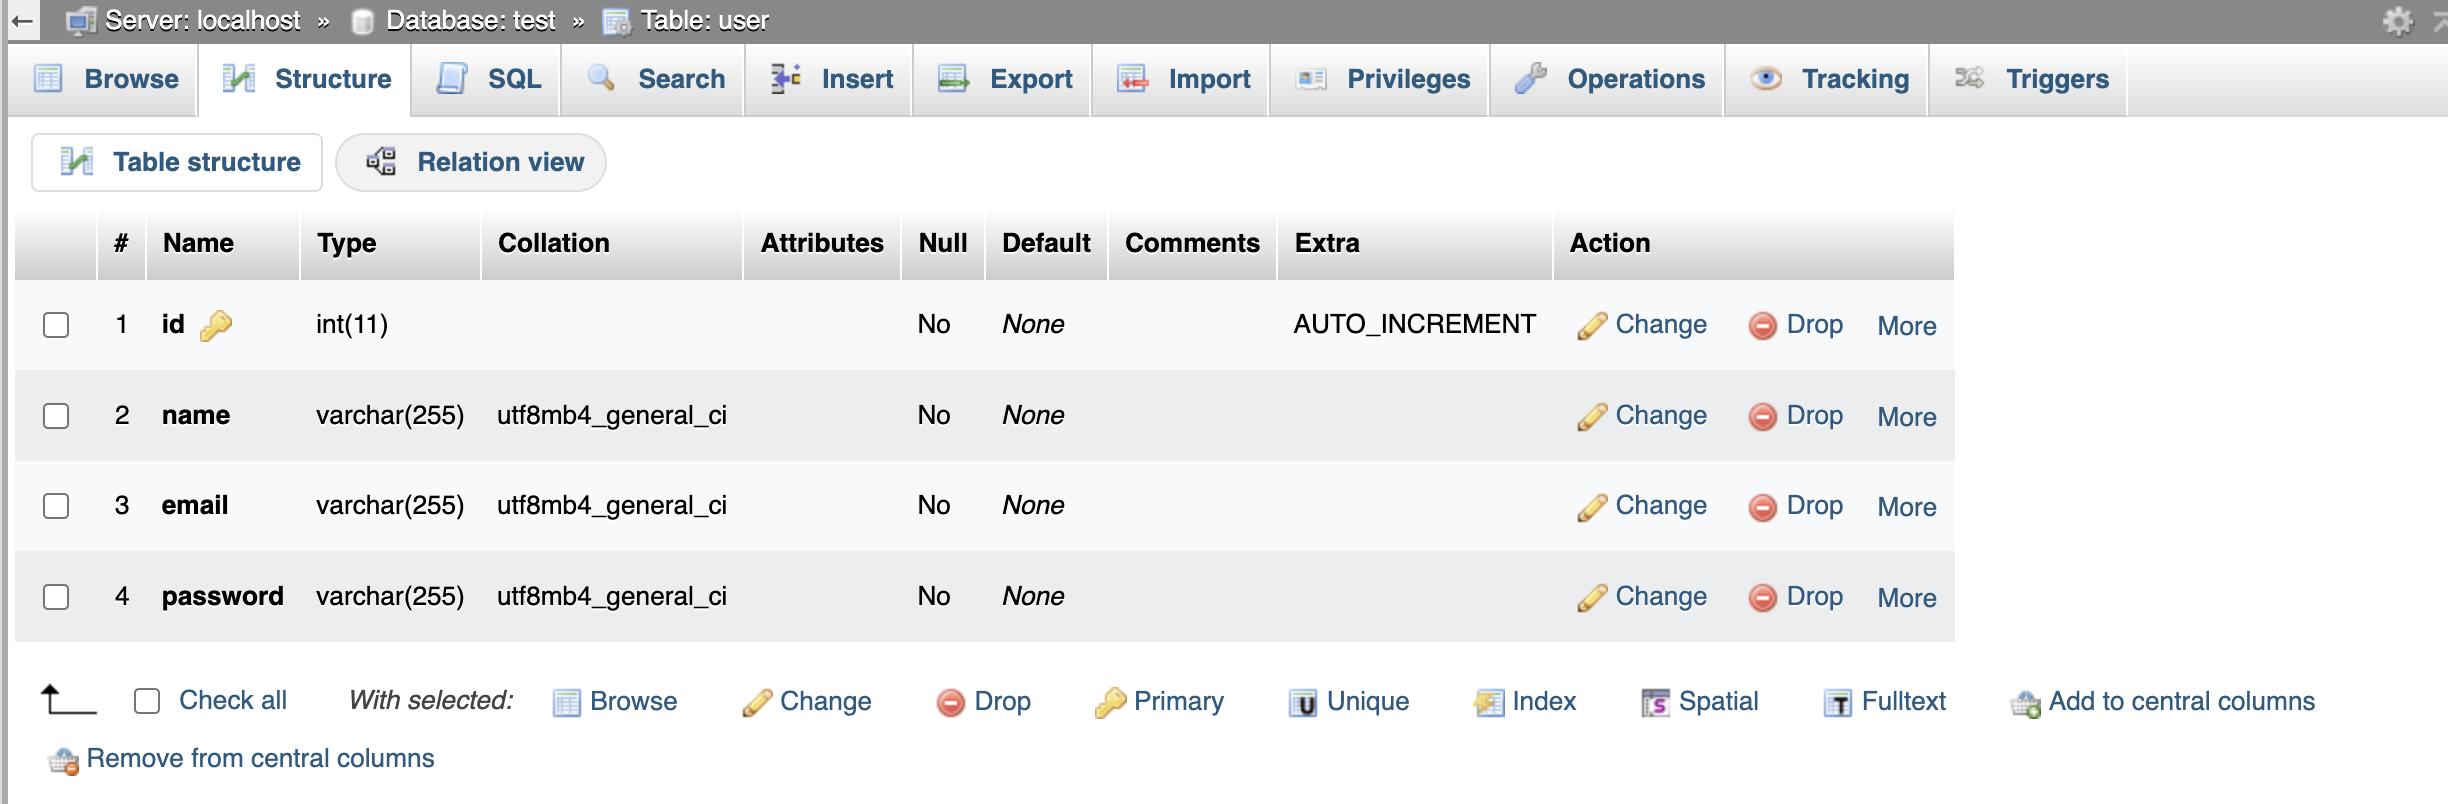 Server: localhost » Database: test » Table: user
Browse Structure SQL Search Insert Export Import Privileges Operations Tracking Triggers
Table structure Relation view
# Name Type Collation Attributes Null Default Comments Extra Action
1 id int(11) No None AUTO_INCREMENT Change Drop More
2 name varchar(255) utf8mb4_general_ci No None Change Drop More
3 email varchar(255) utf8mb4_general_ci No None Change Drop More
4 password varchar(255) utf8mb4_general_ci No None Change Drop More
Check all With selected: Browse Change Drop Primary Unique Index Spatial Fulltext Add to central columns
Remove from central columns